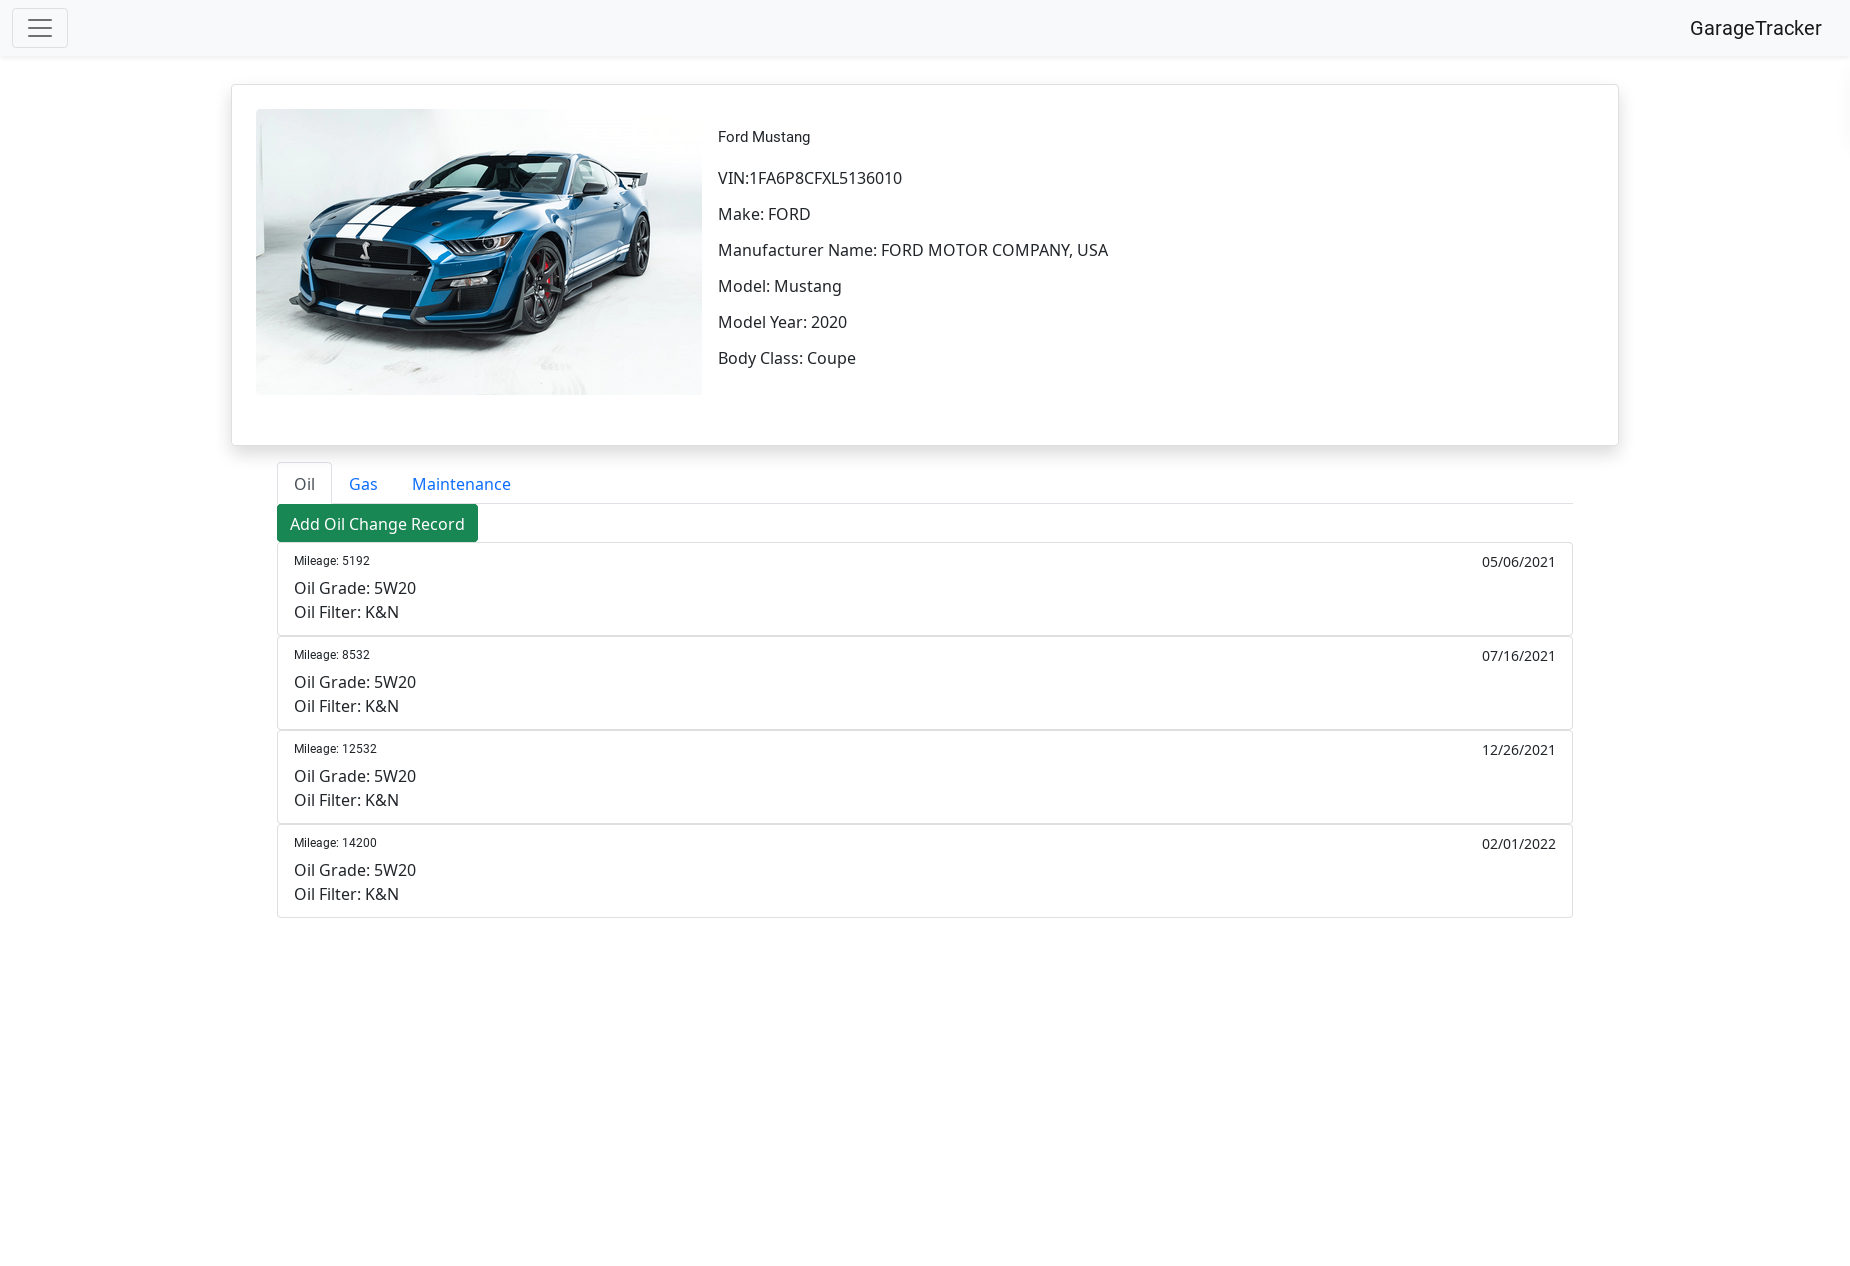 GarageTracker
Ford Mustang
VIN:1FA6P8CFXL5136010
Make: FORD
Manufacturer Name: FORD MOTOR COMPANY, USA
Model: Mustang
Model Year: 2020
Body Class: Coupe
Oil Gas Maintenance
Add Oil Change Record
Mileage: 5192 05/06/2021
Oil Grade: 5W20
Oil Filter: K&N
Mileage: 8532 07/16/2021
Oil Grade: 5W20
Oil Filter: K&N
Mileage: 12532 12/26/2021
Oil Grade: 5W20
Oil Filter: K&N
Mileage: 14200 02/01/2022
Oil Grade: 5W20
Oil Filter: K&N